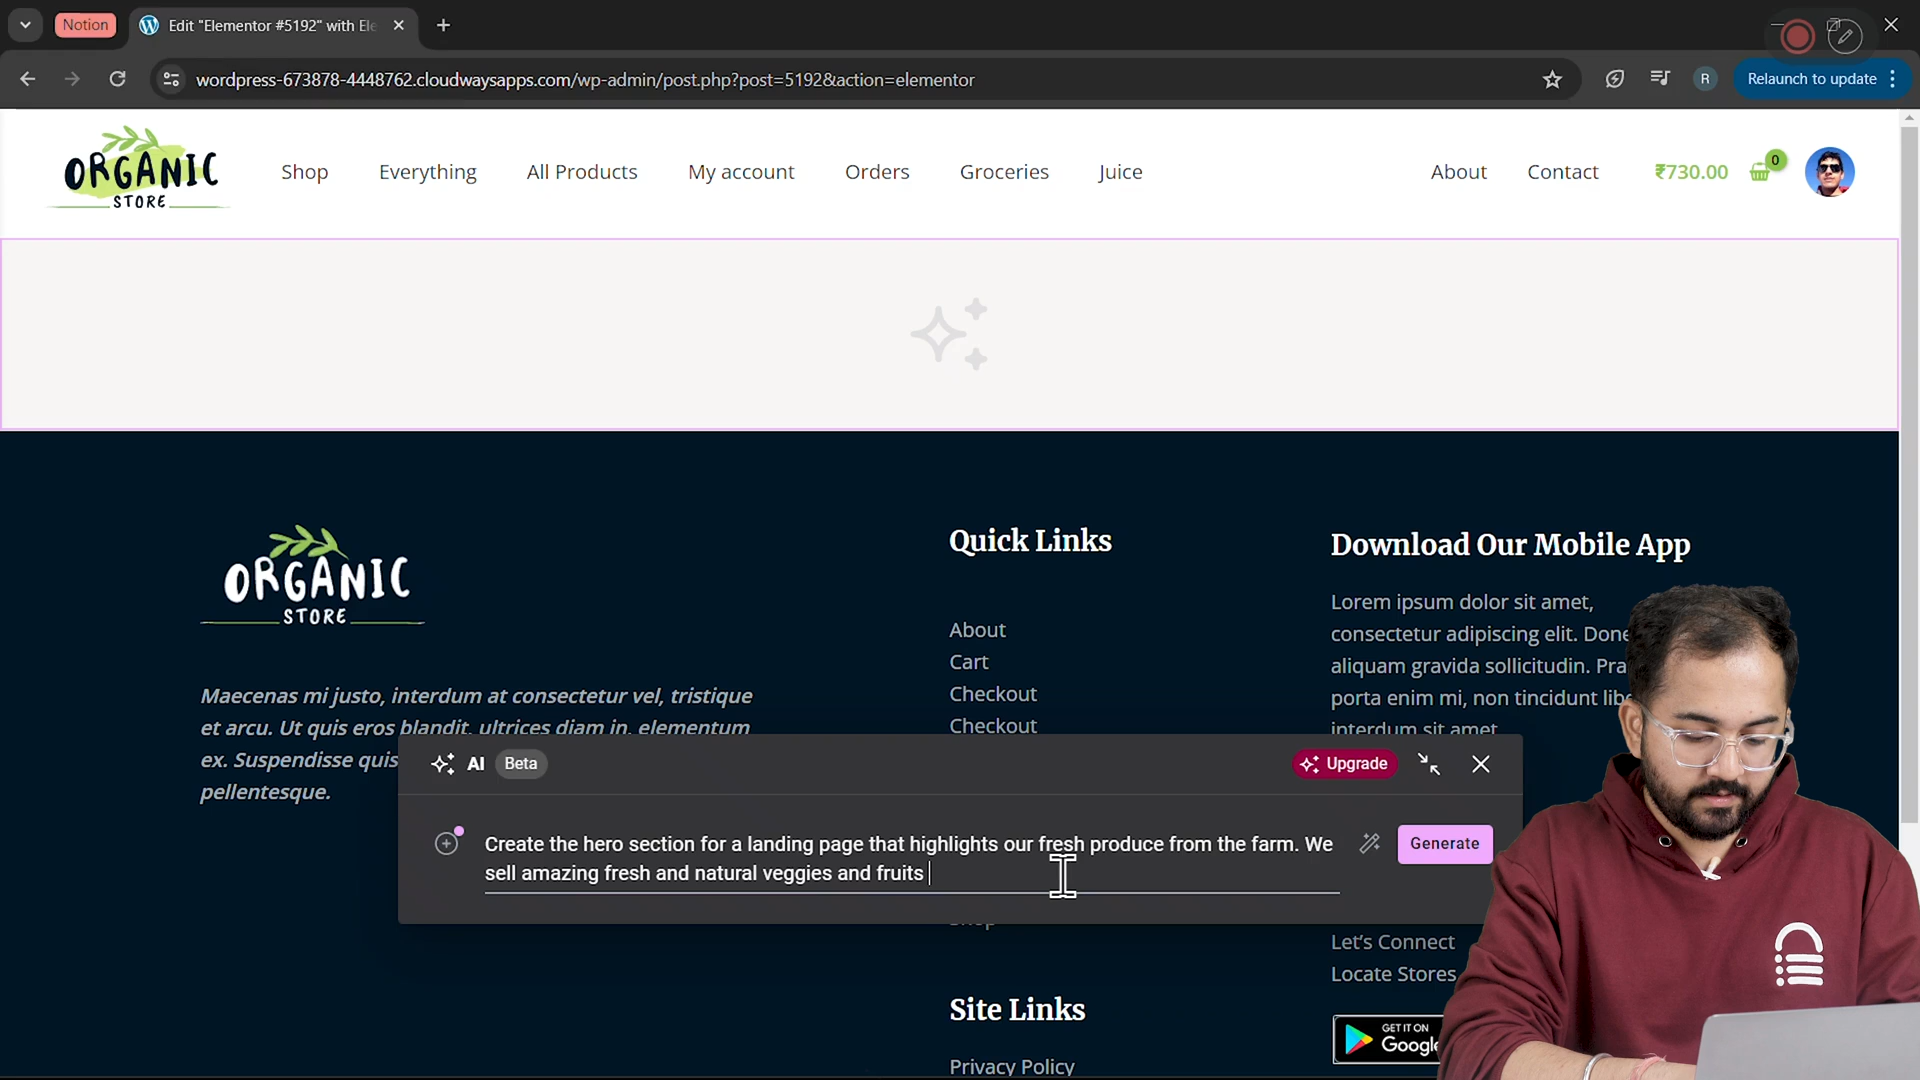 Notion
Edit "Elementor #5192" with Ele
wordpress-673878-4448762.cloudwaysapps.com/wp-admin/post.php?post=5192&action=elementor
R
Relaunch to update
ORGANIC
STORE
Shop
Everything
All Products
My account
Orders
Groceries
Juice
About
Contact
₹730.00
0
ORGANIC
STORE
Maecenas mi justo, interdum at consectetur vel, tristique
et arcu. Ut quis eros blandit, ultrices diam in, elementum
ex. Suspendisse quis
pellentesque.
Quick Links
About
Cart
Checkout
Checkout
Shop
Site Links
Privacy Policy
Download Our Mobile App
Lorem ipsum dolor sit amet,
consectetur adipiscing elit. Done
aliquam gravida sollicitudin. Pra
porta enim mi, non tincidunt libe
interdum sit amet
Let's Connect
Locate Stores
GET IT ON
Google
AI
Beta
Upgrade
Create the hero section for a landing page that highlights our fresh produce from the farm. We
sell amazing fresh and natural veggies and fruits
Generate